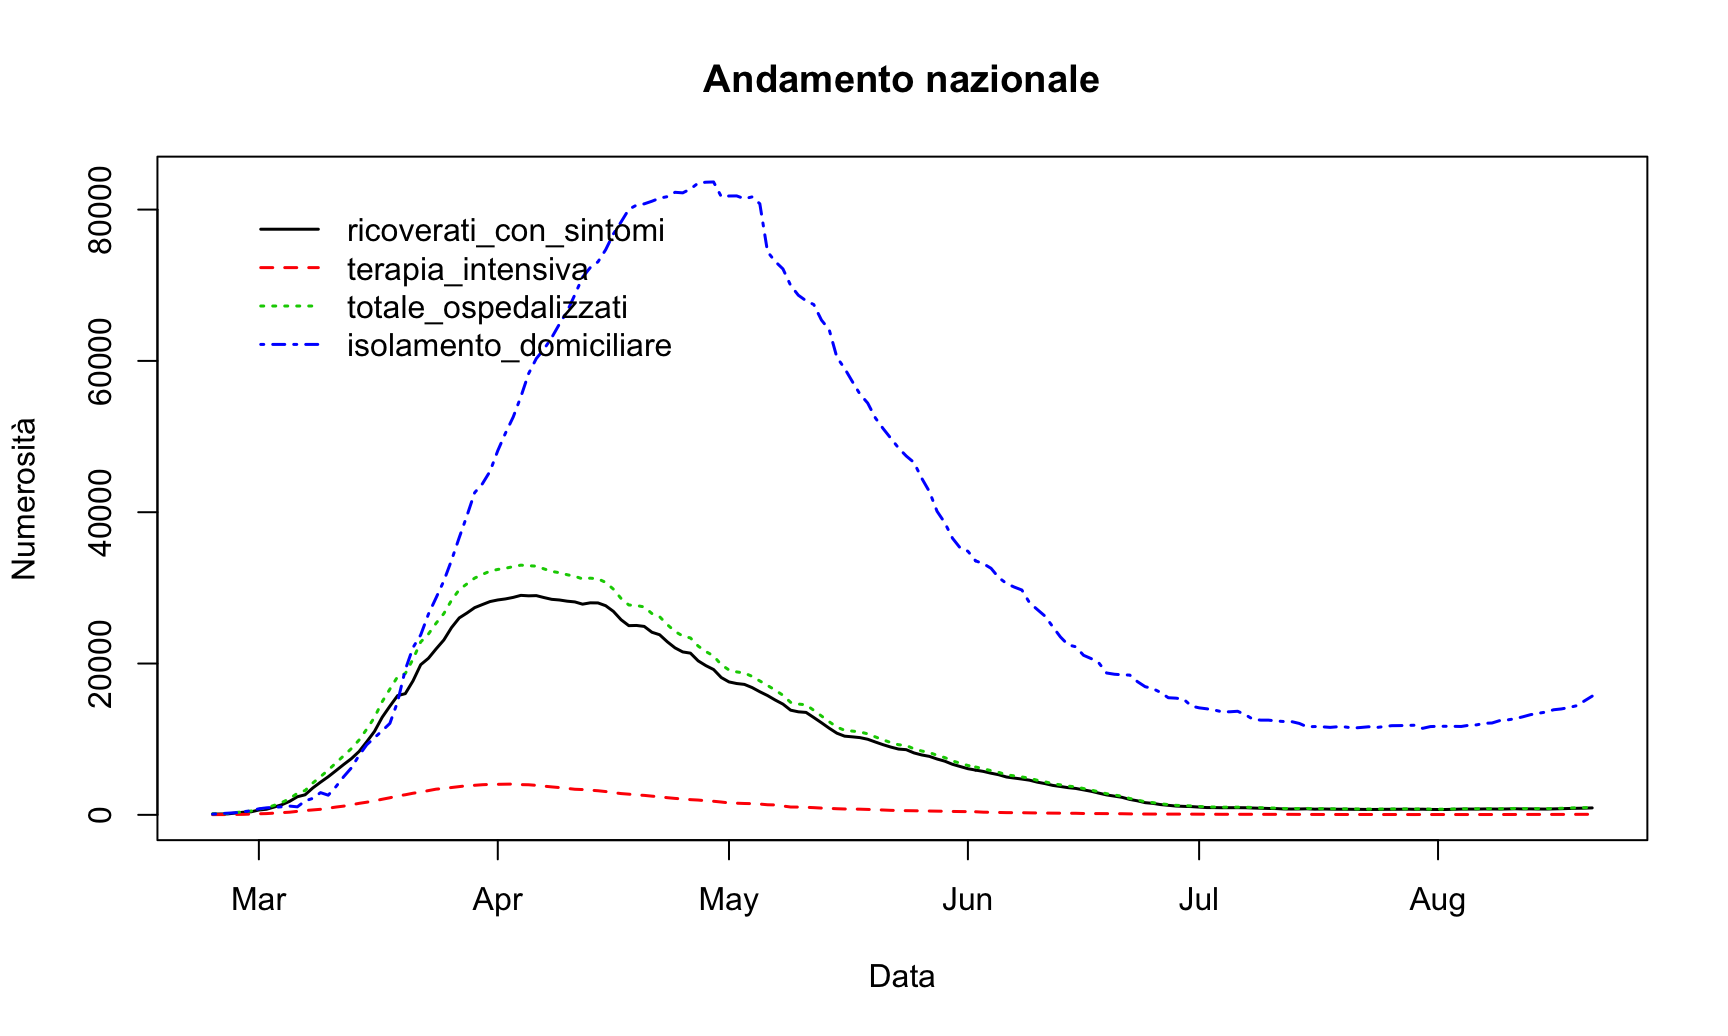 Andamento nazionale
80000
60000
40000
20000
0
Numerosità
ricoverati_con_sintomi
terapia_intensiva
totale_ospedalizzati
isolamento_domiciliare
Mar Apr May Jun Jul Aug
Data